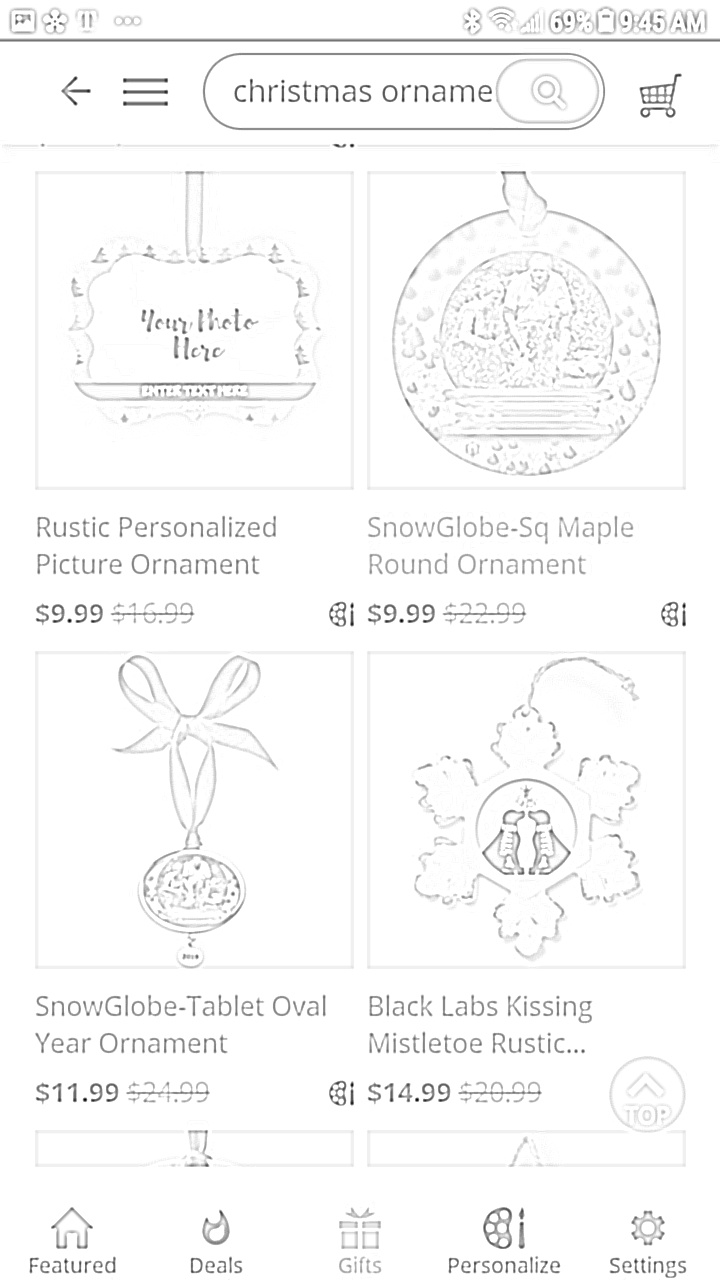 69% 9:45 AM
christmas orname
Your Photo
Here
ENTER TEXT HERE
Rustic Personalized
Picture Ornament
$9.99 $16.99
SnowGlobe-Sq Maple
Round Ornament
$9.99 $22.99
SnowGlobe-Tablet Oval
Year Ornament
$11.99 $24.99
Black Labs Kissing
Mistletoe Rustic...
$14.99 $20.99
TOP
Featured
Deals
Gifts
Personalize
Settings